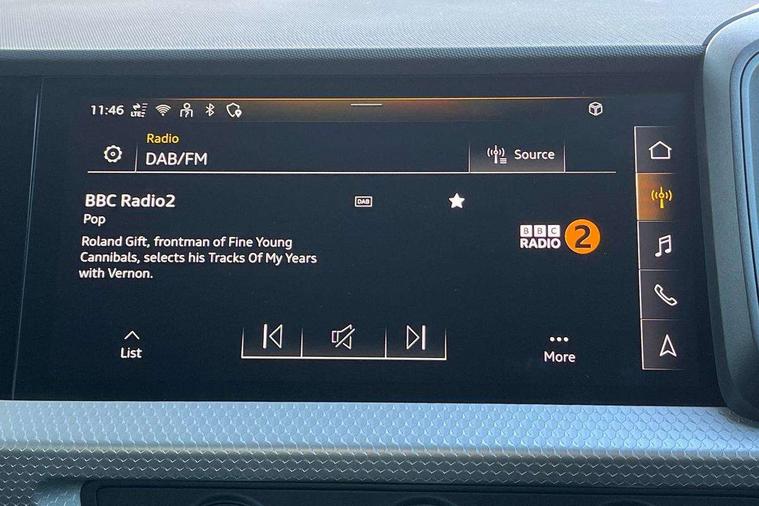 11:46 LTE
Radio
DAB/FM
Source
BBC Radio2
DAB
Pop
BBC
RADIO 2
Roland Gift, frontman of Fine Young
Cannibals, selects his Tracks Of My Years
with Vernon.
List
More